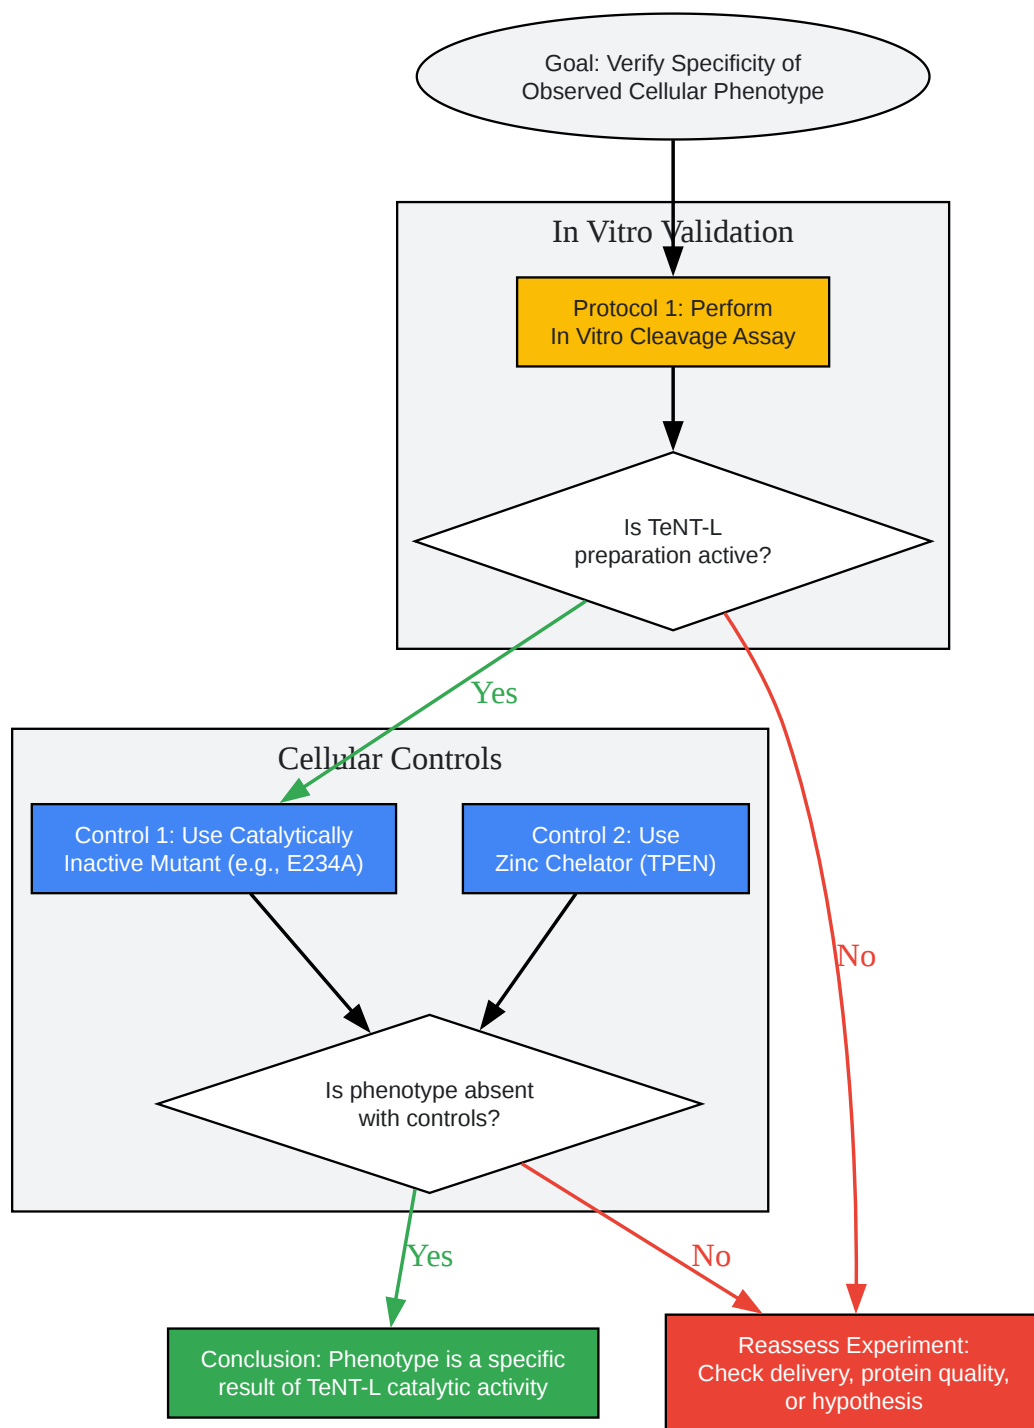 Goal: Verify Specificity of
Observed Cellular Phenotype
In Vitro Validation
Protocol 1: Perform
In Vitro Cleavage Assay
Is TeNT-L
preparation active?
Yes
No
Cellular Controls
Control 1: Use Catalytically
Inactive Mutant (e.g., E234A)
Control 2: Use
Zinc Chelator (TPEN)
Is phenotype absent
with controls?
Yes
No
Conclusion: Phenotype is a specific
result of TeNT-L catalytic activity
Reassess Experiment:
Check delivery, protein quality,
or hypothesis